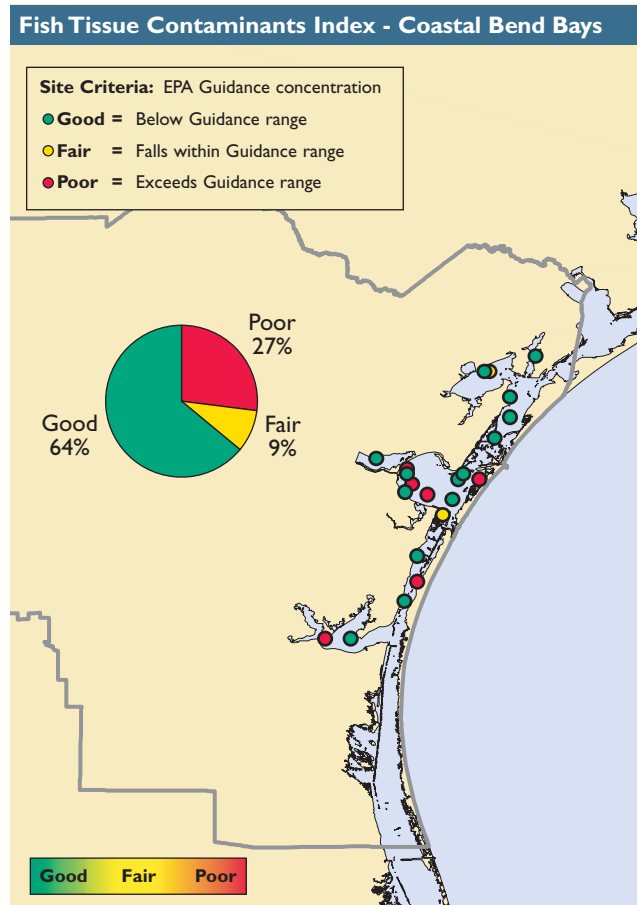 Fish Tissue Contaminants Index - Coastal Bend Bays
Site Criteria: EPA Guidance concentration
Good = Below Guidance range
Fair = Falls within Guidance range
Poor = Exceeds Guidance range
Poor
27%
Good
64%
Fair
9%
Good Fair Poor